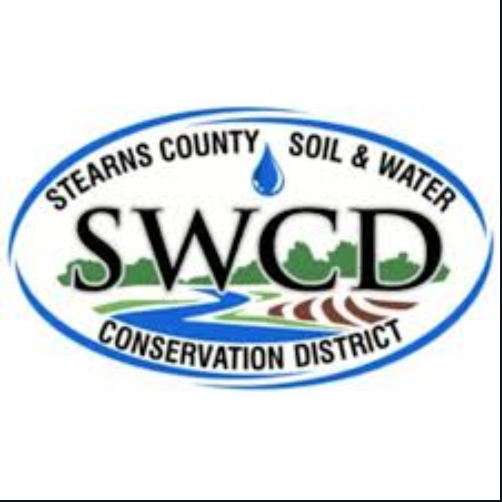 STEARNS COUNTY SOIL & WATER
SWCD
CONSERVATION DISTRICT